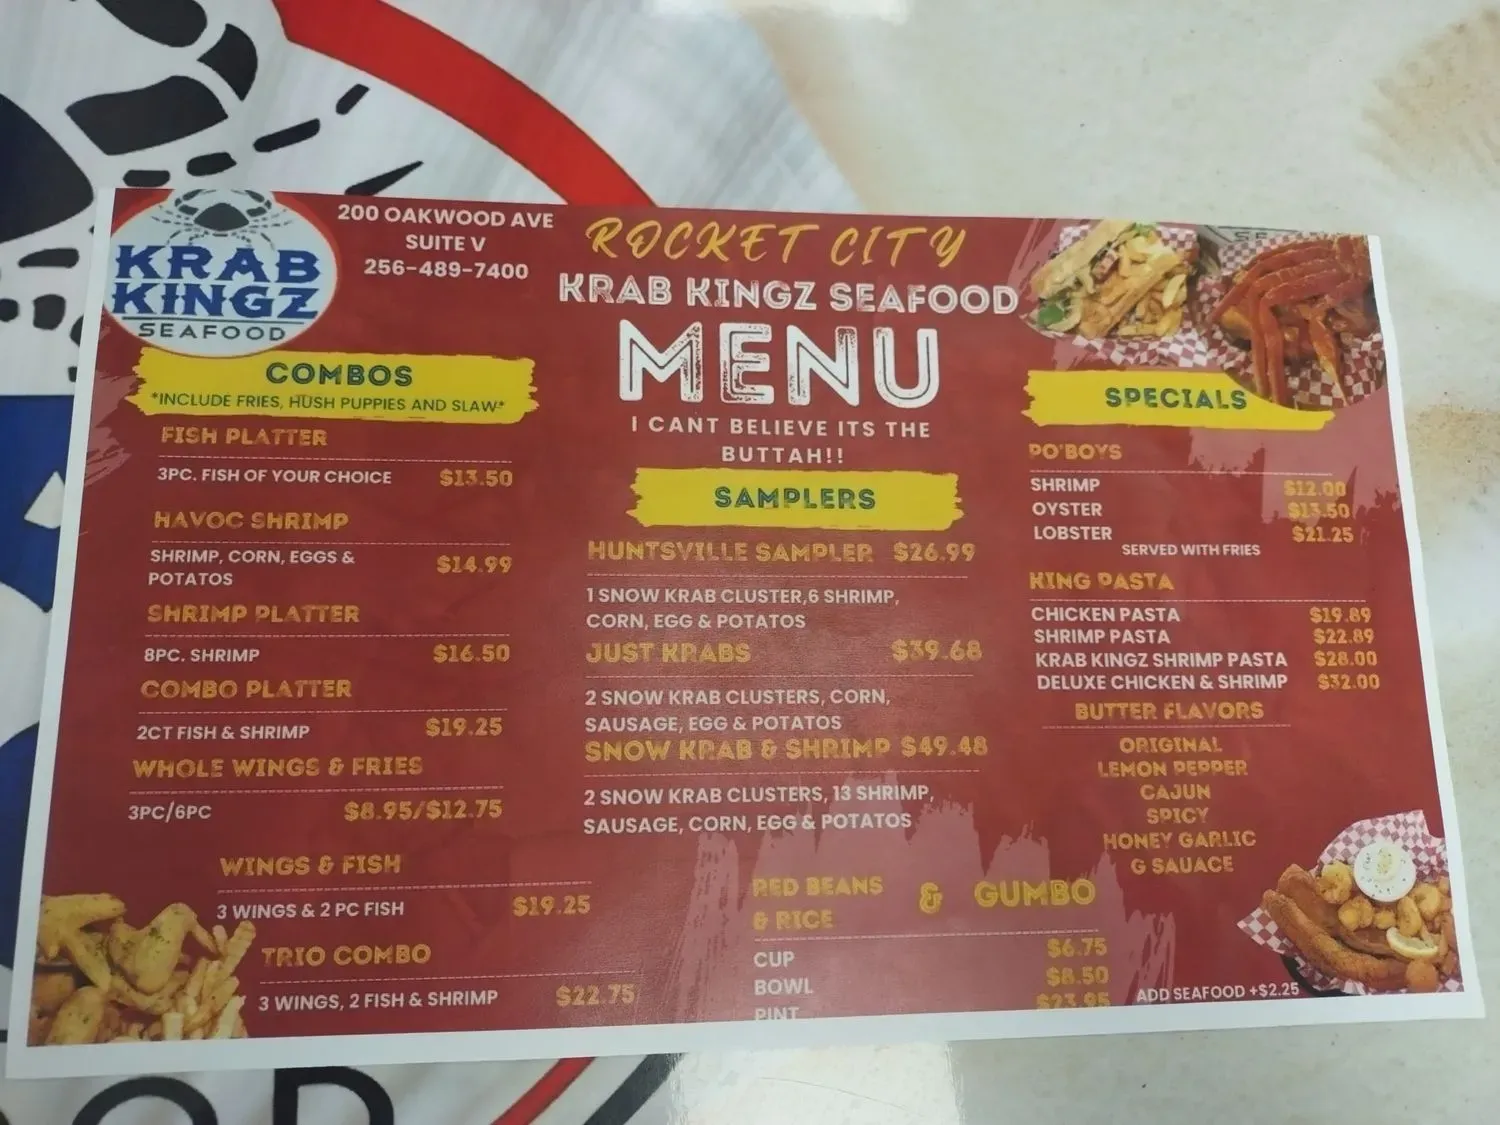 KRAB
KINGZ
SEAFOOD
200 OAKWOOD AVE
SUITE V
256-489-7400
ROCKET CITY
KRAB KINGZ SEAFOOD
MENU
I CANT BELIEVE ITS THE
BUTTAH!!
COMBOS
*INCLUDE FRIES, HUSH PUPPIES AND SLAW*
FISH PLATTER
3PC. FISH OF YOUR CHOICE $13.50
HAVOC SHRIMP
SHRIMP, CORN, EGGS &
POTATOS $14.99
SHRIMP PLATTER
8PC. SHRIMP $16.50
COMBO PLATTER
2CT FISH & SHRIMP $19.25
WHOLE WINGS & FRIES
3PC/6PC $8.95/$12.75
WINGS & FISH
3 WINGS & 2 PC FISH $19.25
TRIO COMBO
3 WINGS, 2 FISH & SHRIMP $22.75
SAMPLERS
HUNTSVILLE SAMPLER $26.99
1 SNOW KRAB CLUSTER,6 SHRIMP,
CORN, EGG & POTATOS
JUST KRABS $39.68
2 SNOW KRAB CLUSTERS, CORN,
SAUSAGE, EGG & POTATOS
SNOW KRAB & SHRIMP $49.48
2 SNOW KRAB CLUSTERS, 13 SHRIMP,
SAUSAGE, CORN, EGG & POTATOS
RED BEANS
& RICE
& GUMBO
CUP $6.75
BOWL $8.50
PINT $23.95
SPECIALS
PO'BOYS
SHRIMP $12.00
OYSTER $13.50
LOBSTER $21.25
SERVED WITH FRIES
KING PASTA
CHICKEN PASTA $19.89
SHRIMP PASTA $22.89
KRAB KINGZ SHRIMP PASTA $28.00
DELUXE CHICKEN & SHRIMP $32.00
BUTTER FLAVORS
ORIGINAL
LEMON PEPPER
CAJUN
SPICY
HONEY GARLIC
G SAUACE
ADD SEAFOOD +$2.25